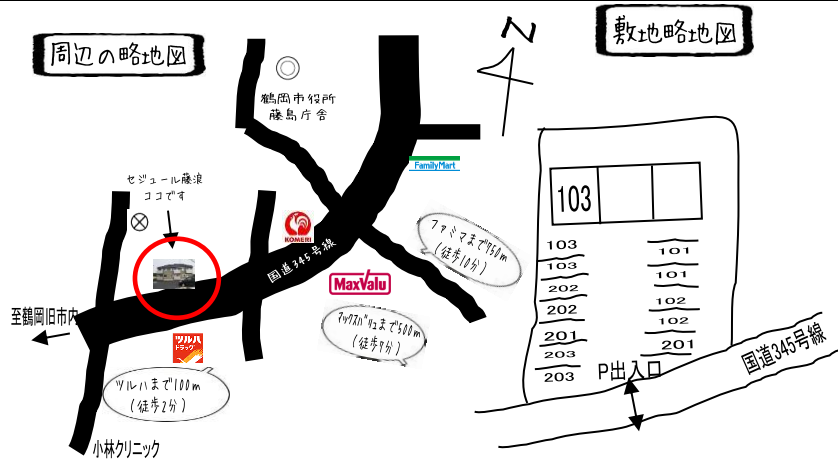 周辺の略地図
鶴岡市役所
藤島庁舎
FamilyMart
セジュール藤浪
ココです
KOMERI
国道345号線
ファミマまで750m
(徒歩10分)
MaxValu
マックスバリュまで500m
(徒歩7分)
至鶴岡旧市内
ツルハ
ドラッグ
ツルハまで100m
(徒歩2分)
小林クリニック
N
敷地略地図
103
103
103
202
202
201
203
203
101
101
102
102
201
P出入口
国道345号線